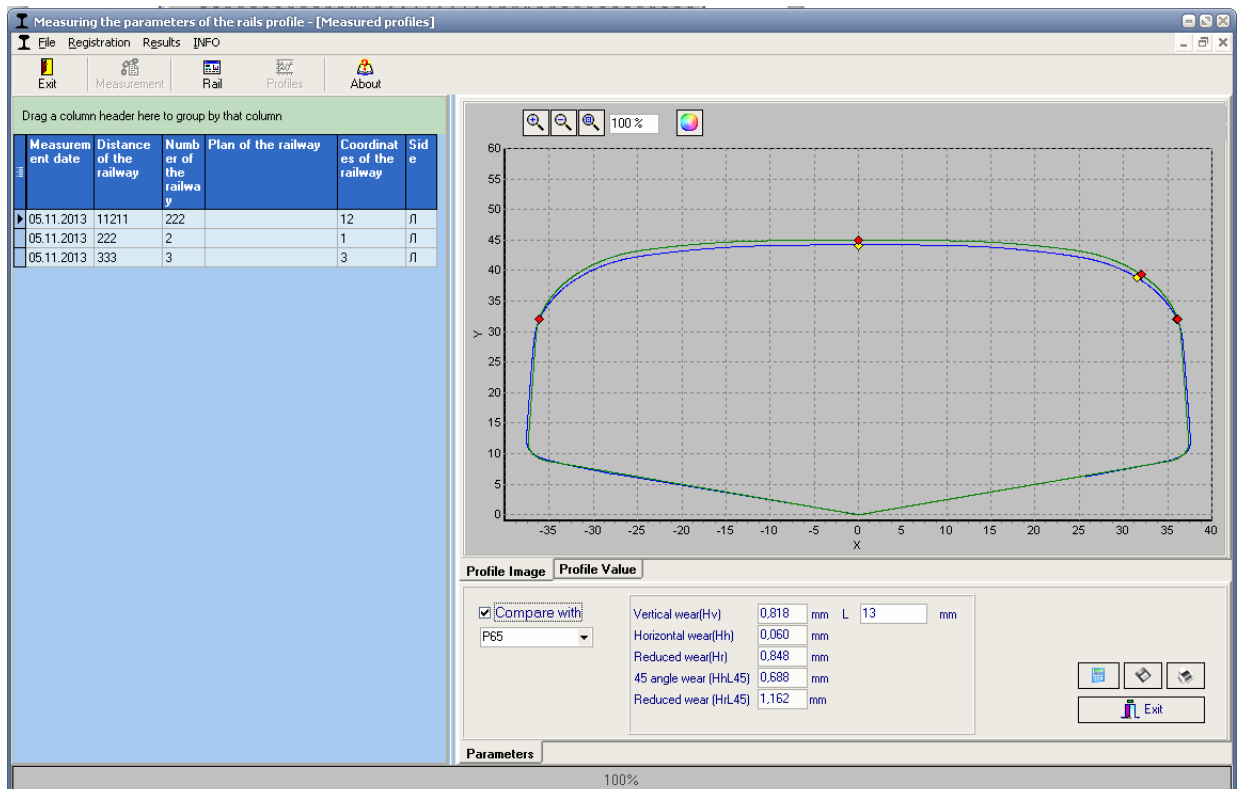 Measuring the parameters of the rails profile - [Measured profiles]
File Registration Results INFO
Exit Measurement Rail Profiles About
Drag a column header here to group by that column
Measurem Distance Numb Plan of the railway Coordinat Sid
ent date of the er of es of the e
railway the railway
railwa
y
05.11.2013 11211 222 12 Л
05.11.2013 222 2 1 Л
05.11.2013 333 3 3 Л
100 %
60
55
50
45
40
35
Y 30
25
20
15
10
5
0
-35 -30 -25 -20 -15 -10 -5 0 5 10 15 20 25 30 35 40
X
Profile Image Profile Value
Compare with
P65
Vertical wear(Hv) 0,818 mm L 13 mm
Horizontal wear(Hh) 0,060 mm
Reduced wear(Hr) 0,848 mm
45 angle wear (HhL45) 0,688 mm
Reduced wear (HrL45) 1,162 mm
Exit
Parameters
100%